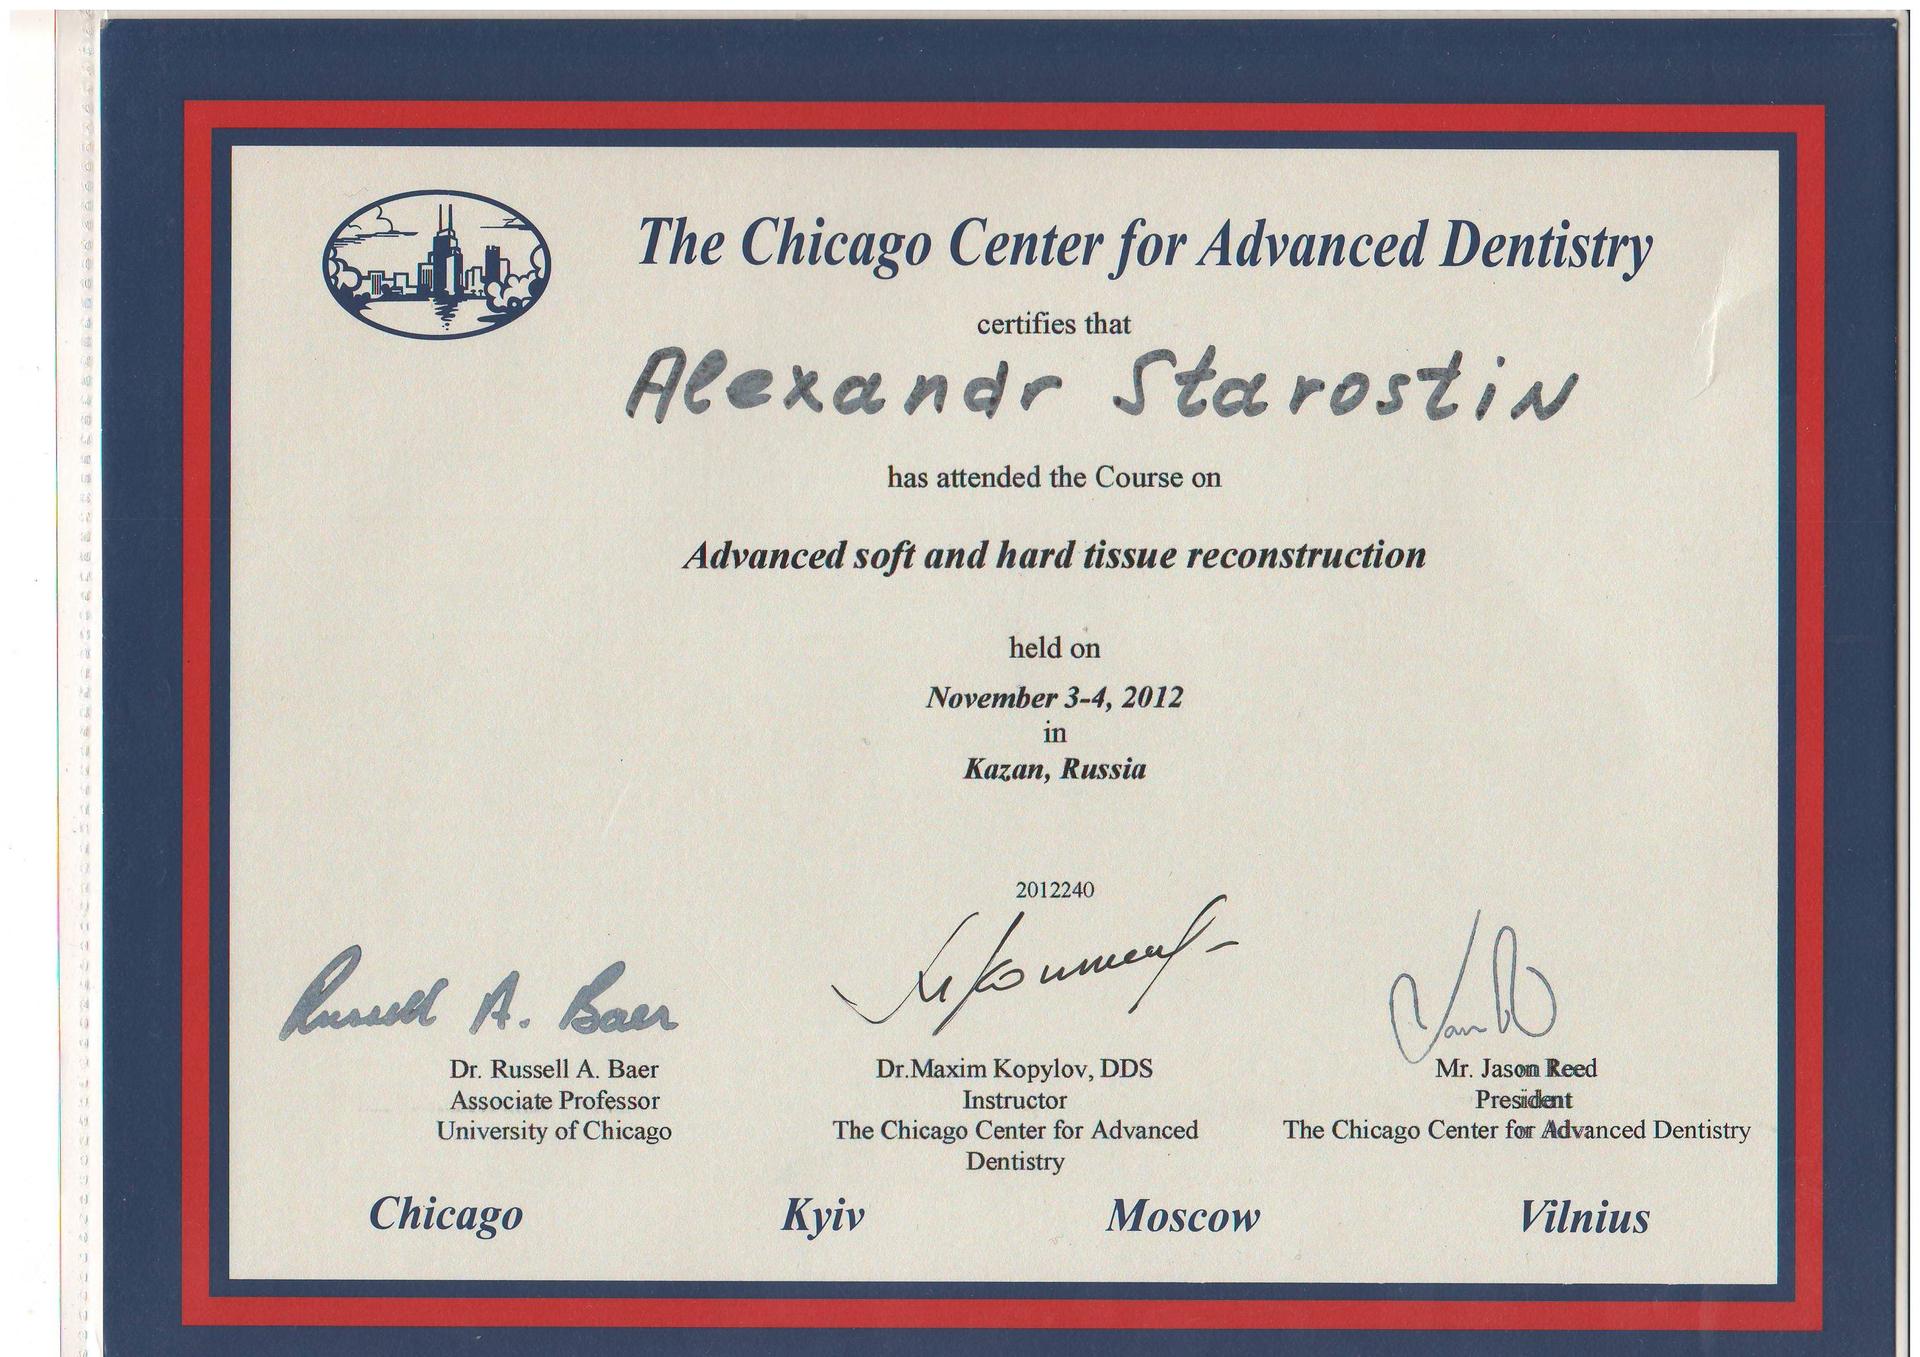 The Chicago Center for Advanced Dentistry
certifies that
Alexandr Starostin
has attended the Course on
Advanced soft and hard tissue reconstruction
held on
November 3-4, 2012
in
Kazan, Russia
2012240
Russell A. Baer
Dr. Russell A. Baer
Associate Professor
University of Chicago
Dr.Maxim Kopylov, DDS
Instructor
The Chicago Center for Advanced
Dentistry
Mr. Jason Reed
President
The Chicago Center for Advanced Dentistry
Chicago Kyiv Moscow Vilnius